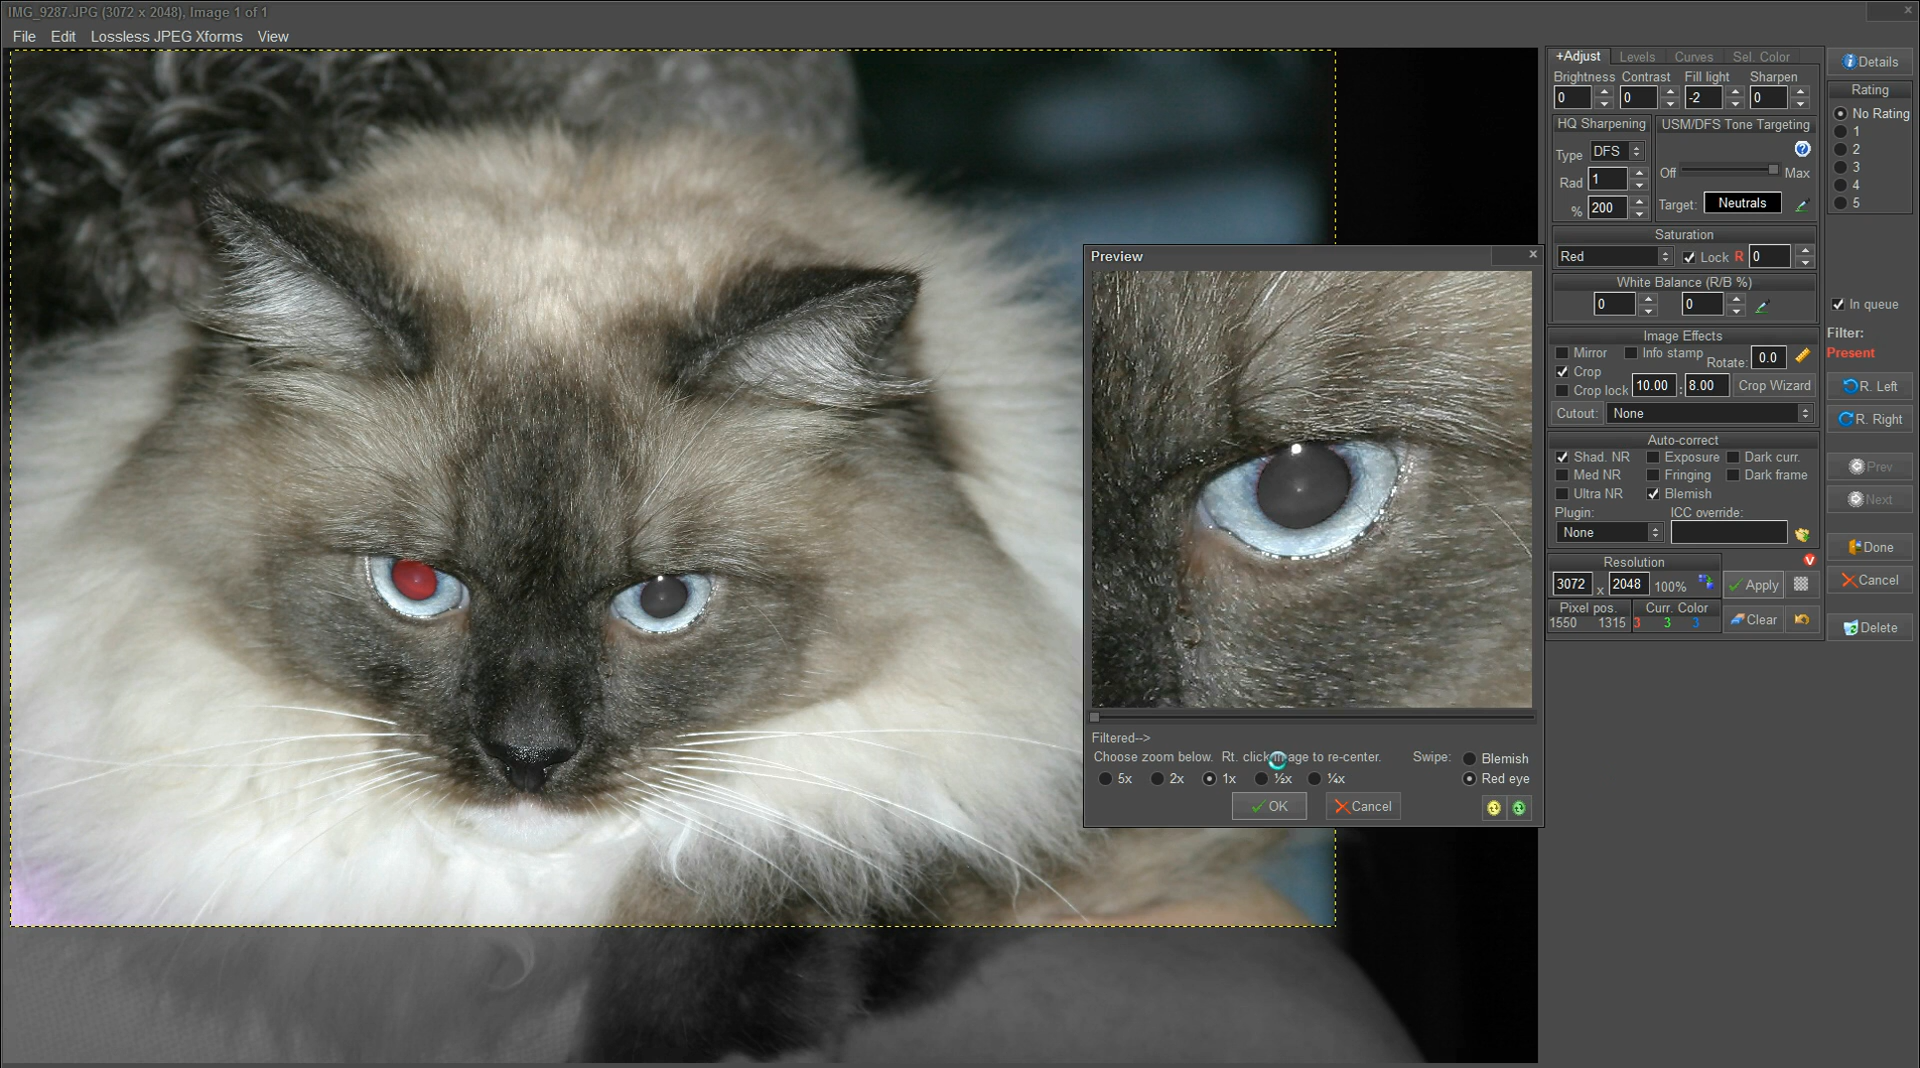 IMG_9287.JPG (3072 x 2048), Image 1 of 1
File Edit Lossless JPEG Xforms View
+Adjust Levels Curves Sel. Color
Brightness Contrast Fill light Sharpen
0 0 -2 0
HQ Sharpening
Type DFS
Rad 1
% 200
USM/DFS Tone Targeting
Off Max
Target: Neutrals
Saturation
Red Lock R 0
White Balance (R/B %)
0 0
Image Effects
Mirror Info stamp Rotate: 0.0
Crop
Crop lock 10.00 : 8.00 Crop Wizard
Cutout: None
Auto-correct
Shad. NR Exposure Dark curr.
Med NR Fringing Dark frame
Ultra NR Blemish
Plugin: ICC override:
None
Resolution
3072 x 2048 100% Apply
Pixel pos. Curr. Color
1550 1315 3 3 3 Clear
Details
Rating
No Rating
1
2
3
4
5
In queue
Filter:
Present
R. Left
R. Right
Prev
Next
Done
Cancel
Delete
V
Preview
Filtered-->
Choose zoom below. Rt. click image to re-center.
5x 2x 1x ½x ¼x
Swipe: Blemish
Red eye
OK Cancel